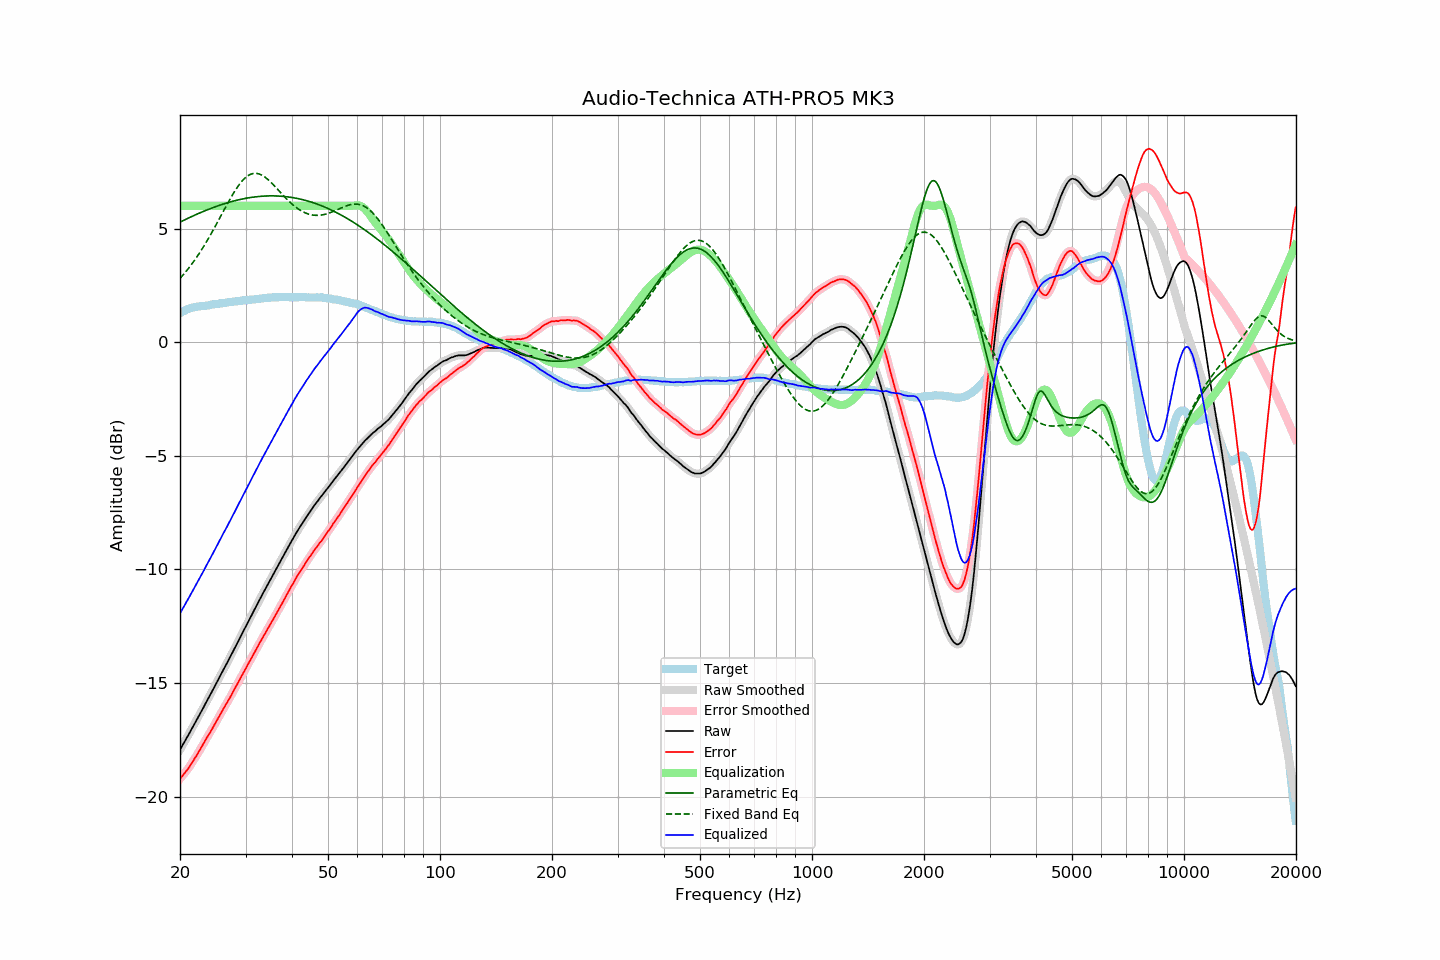 Audio-Technica ATH-PRO5 MK3
Amplitude (dBr)
5
0
−5
−10
−15
−20
Target
Raw Smoothed
Error Smoothed
Raw
Error
Equalization
Parametric Eq
Fixed Band Eq
Equalized
20
50
100
200
500
1000
2000
5000
10000
20000
Frequency (Hz)